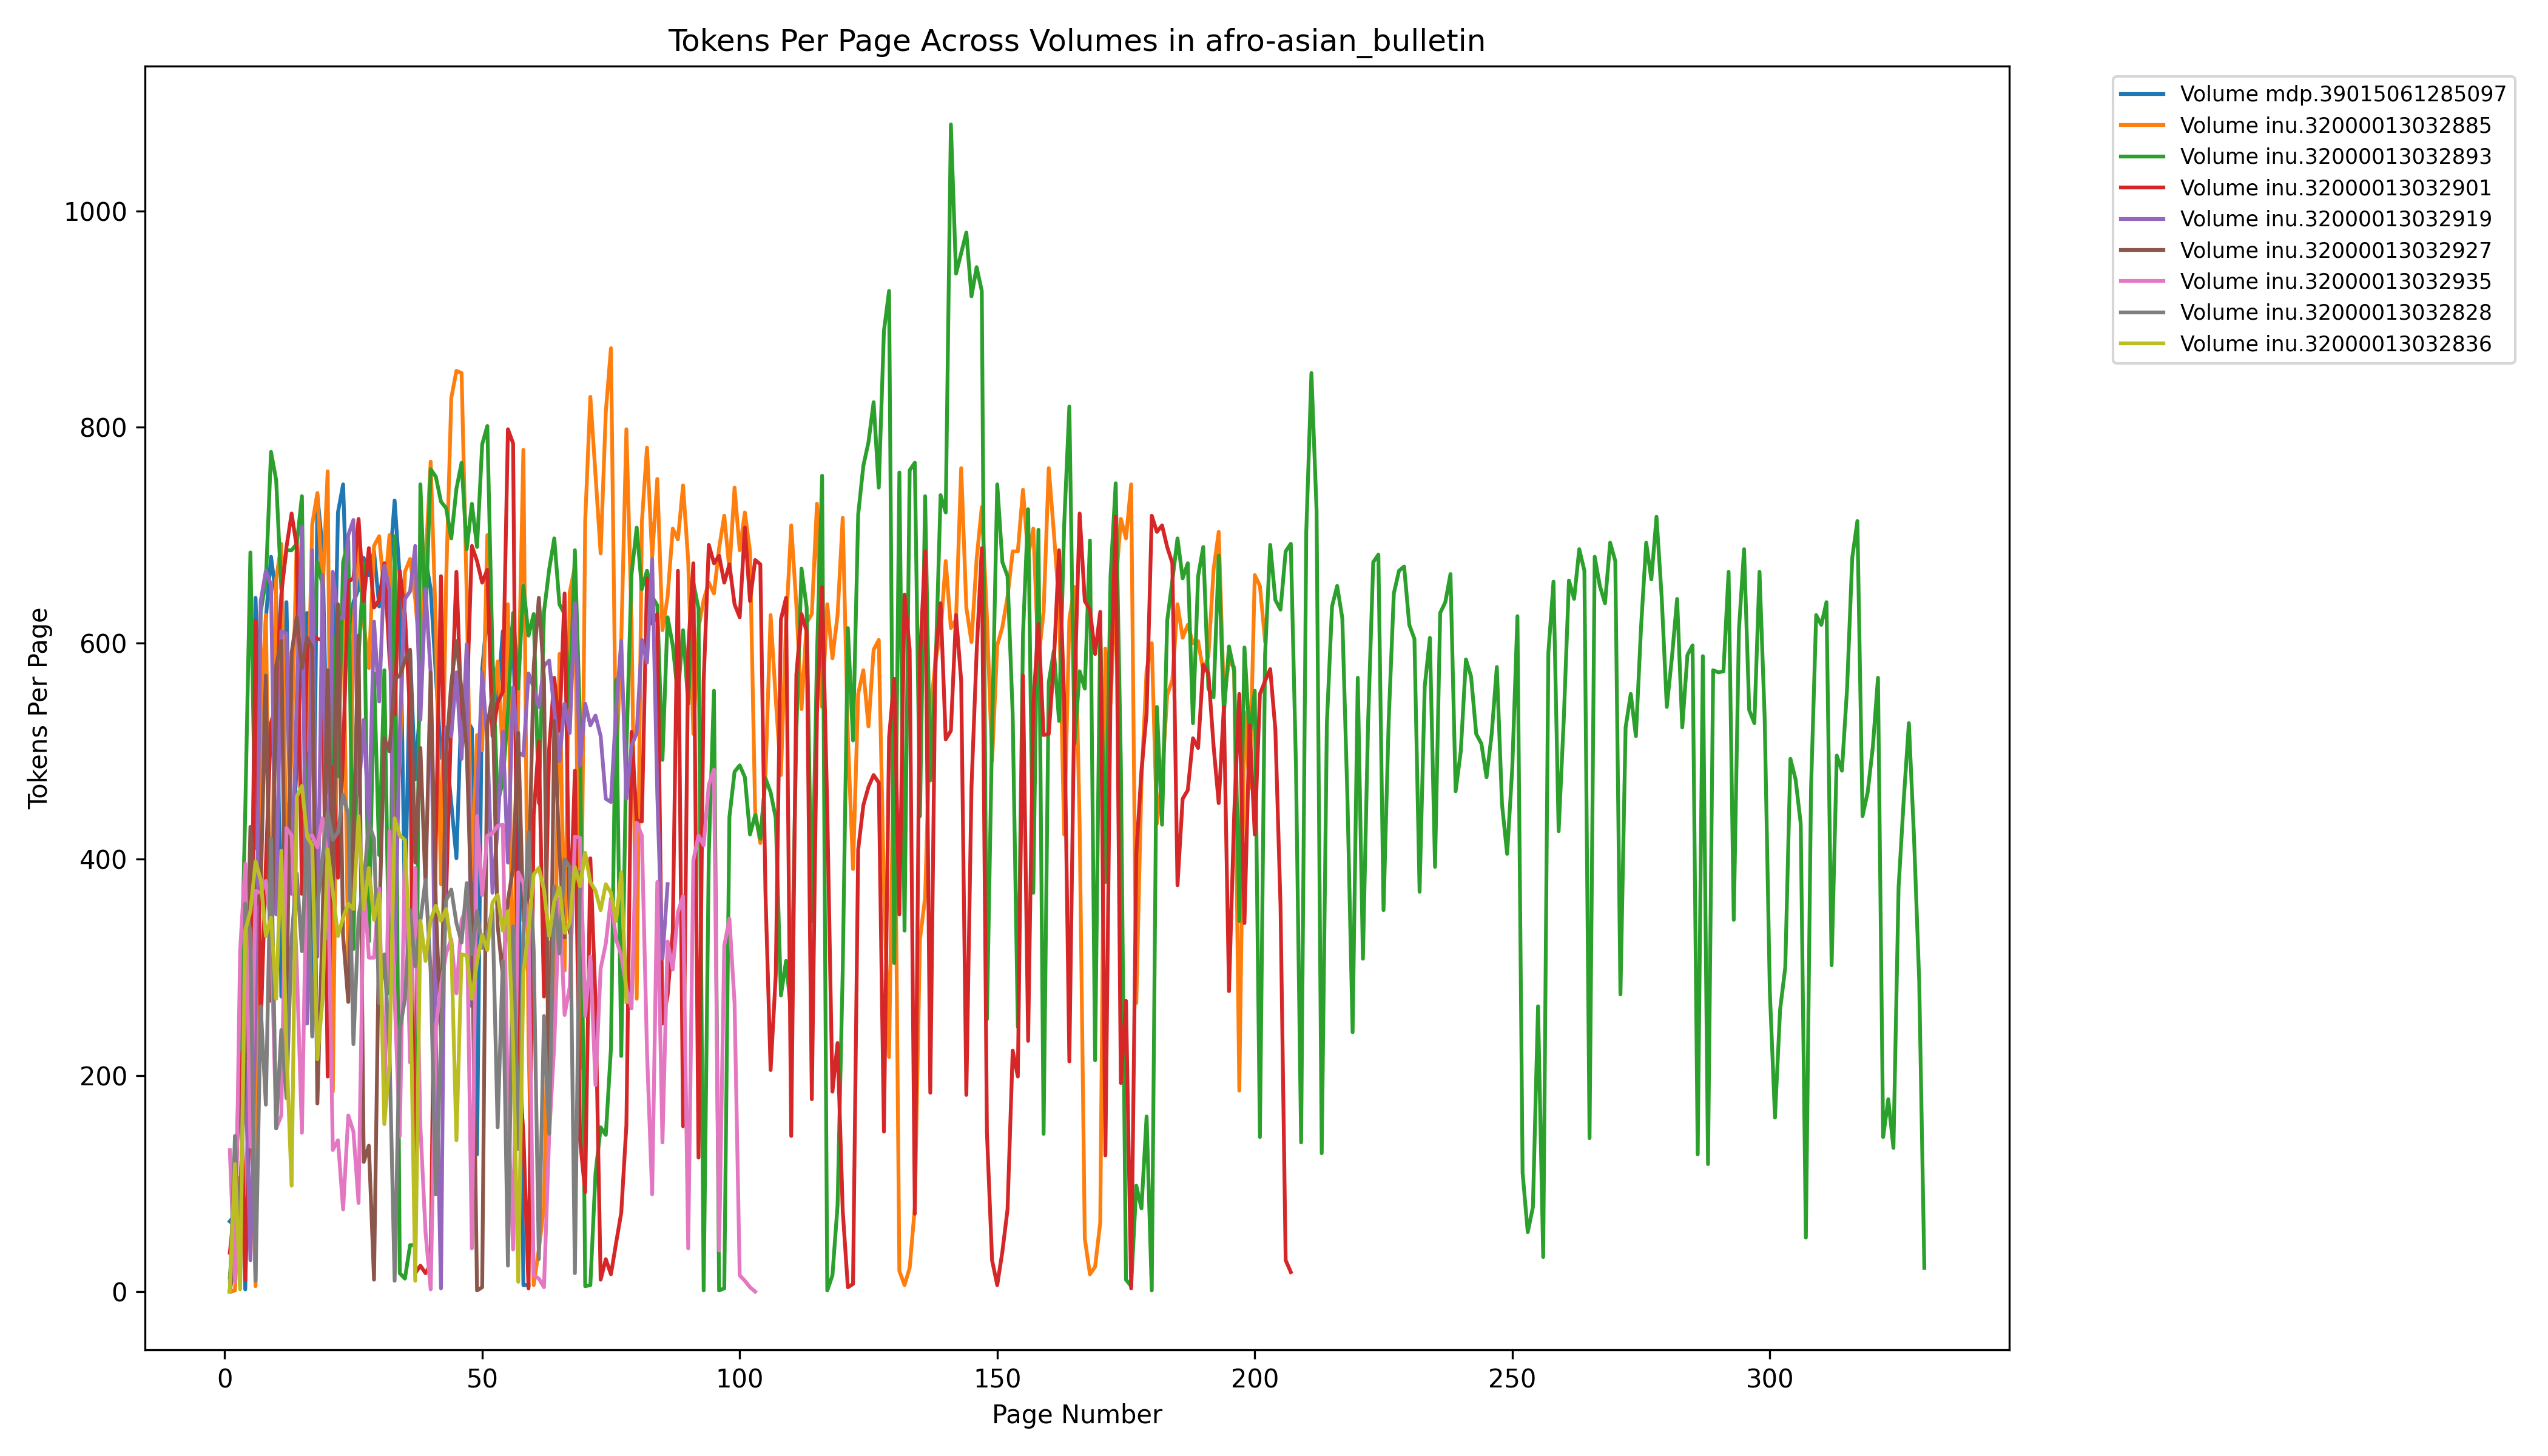 Tokens Per Page Across Volumes in afro-asian_bulletin
Volume mdp.39015061285097
Volume inu.32000013032885
Volume inu.32000013032893
Volume inu.32000013032901
Volume inu.32000013032919
Volume inu.32000013032927
Volume inu.32000013032935
Volume inu.32000013032828
Volume inu.32000013032836
Tokens Per Page
1000
800
600
400
200
0
0 50 100 150 200 250 300
Page Number